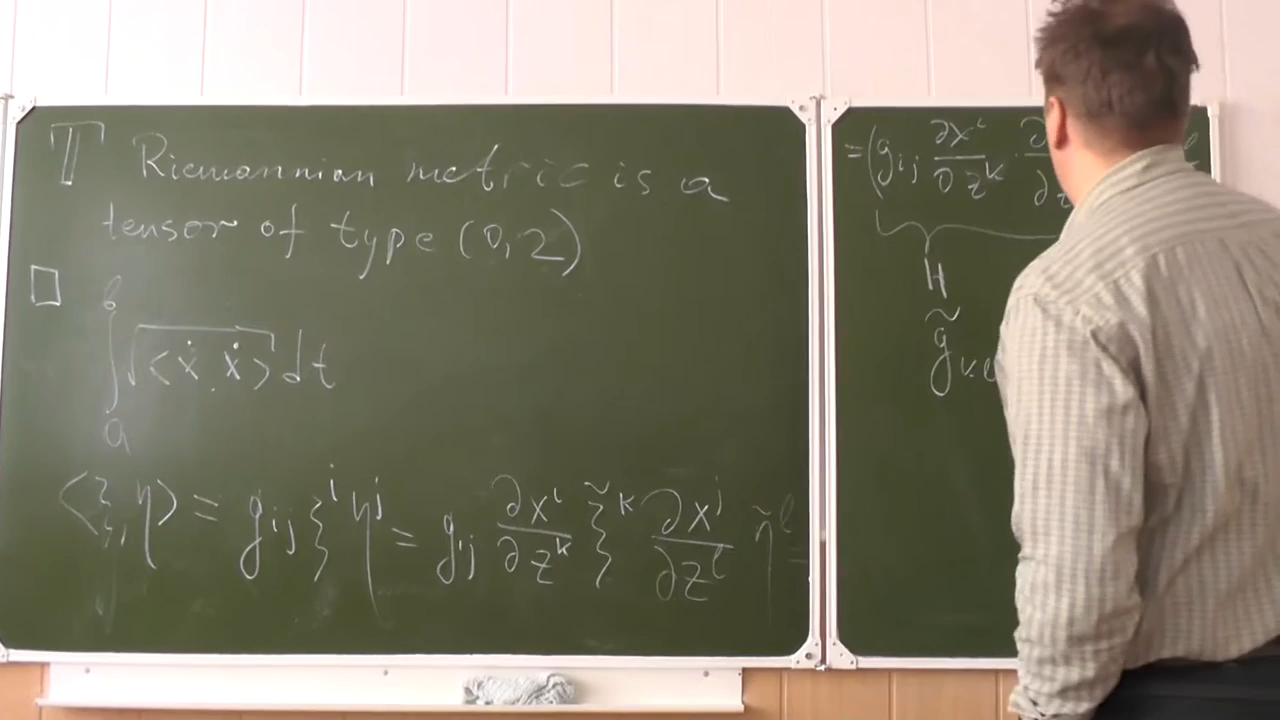 T Riemannian metric is a
tensor of type (0,2)
□ ∫ₐᵇ √<ẋ, ẋ> dt
<ξ, η> = gᵢⱼ ξⁱ ηʲ = gᵢⱼ ∂xⁱ/∂zᵏ ξ̃ᵏ ∂xʲ/∂zˡ η̃ˡ =
= (gᵢⱼ ∂xⁱ/∂zᵏ · ∂
H
g̃ₖₗ